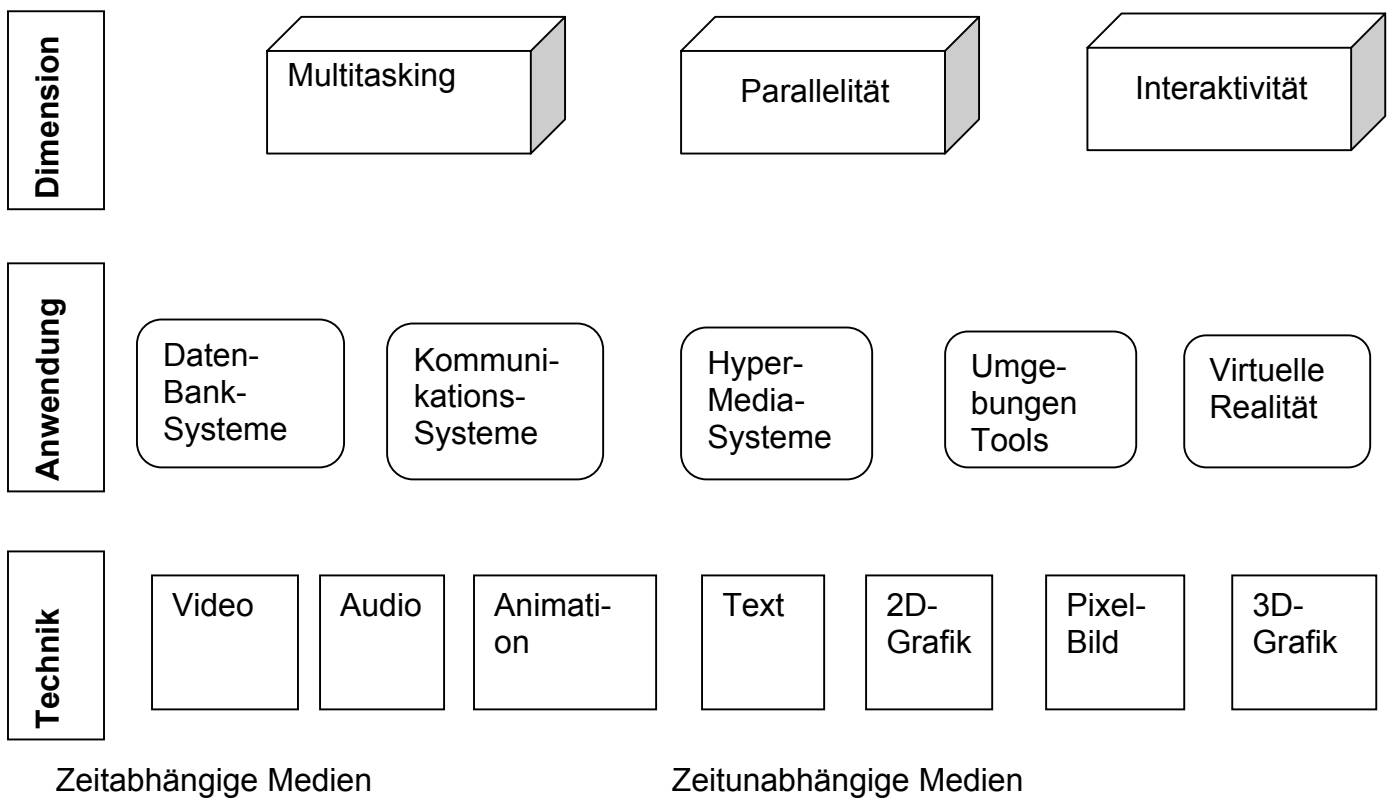 Dimension
Multitasking
Parallelität
Interaktivität
Anwendung
Daten-
Bank-
Systeme
Kommuni-
kations-
Systeme
Hyper-
Media-
Systeme
Umge-
bungen
Tools
Virtuelle
Realität
Technik
Video
Audio
Animati-
on
Text
2D-
Grafik
Pixel-
Bild
3D-
Grafik
Zeitabhängige Medien
Zeitunabhängige Medien